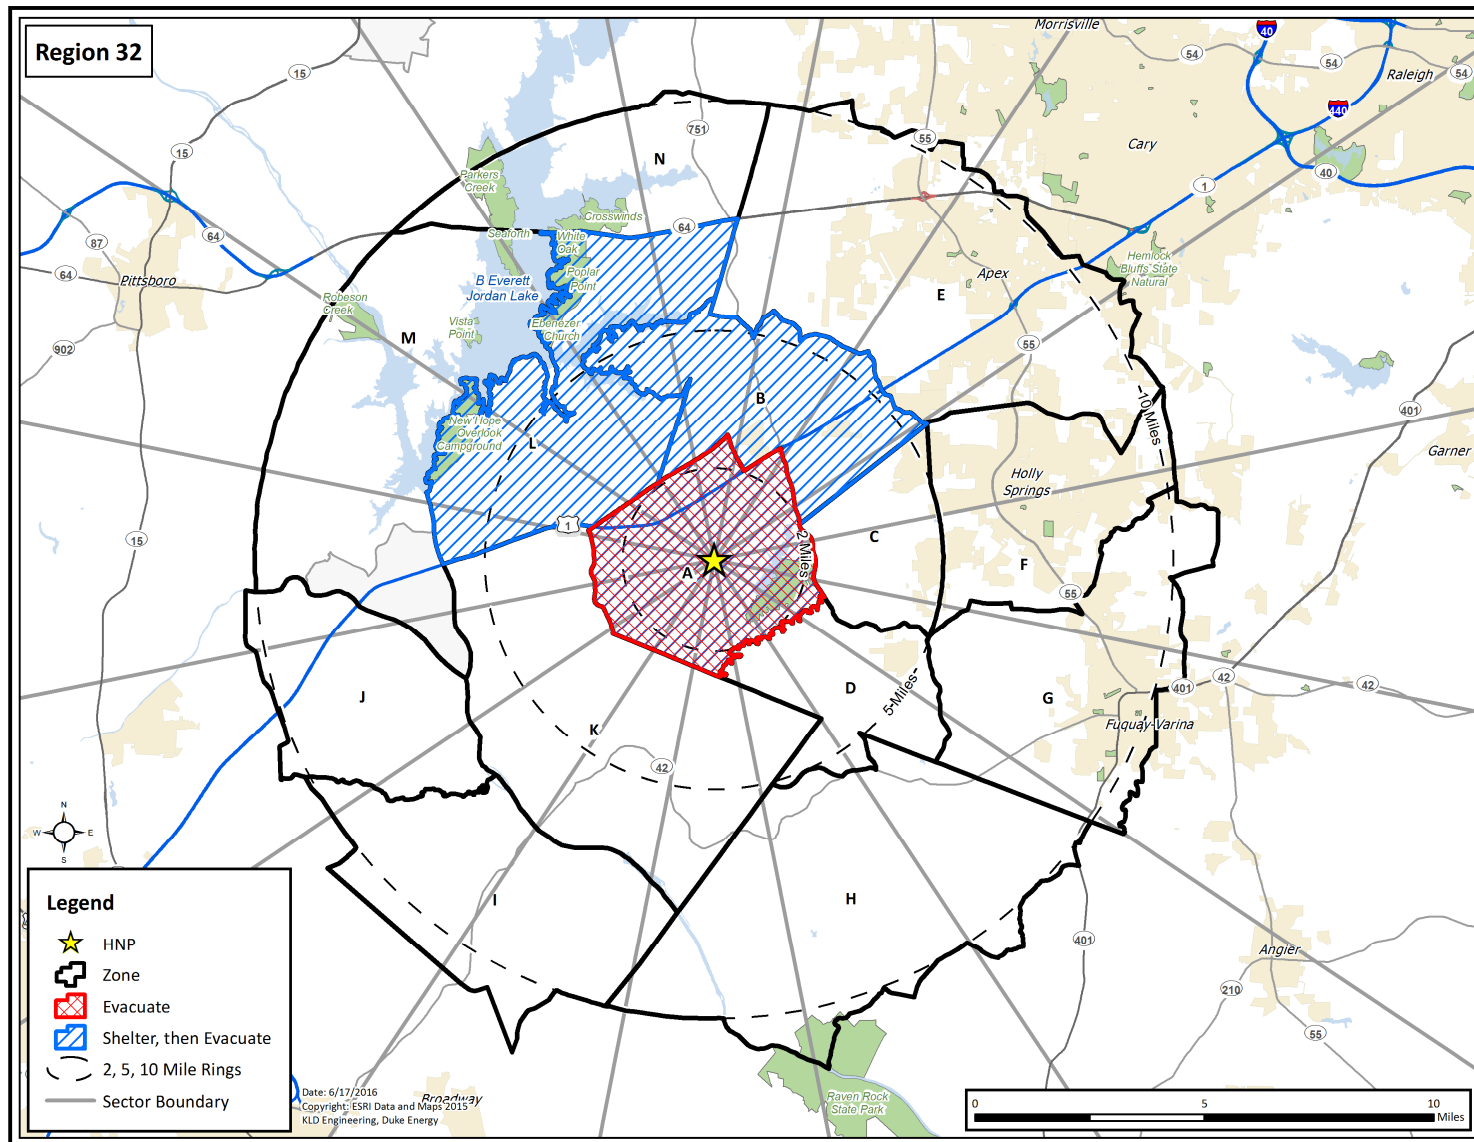 Region 32
Morrisville
40
54
54
54
Raleigh
15
440
751
55
Cary
N
15
40
Parkers
Creek
1
Crosswinds
64
64
Seaforth
White
Oak
87
64
Pittsboro
Poplar
Point
B Everett
Jordan Lake
Apex
Hemlock
Bluffs State
Natural
E
Robeson
Creek
Vista
Point
Ebenezer
Church
M
902
55
B
10 Miles
401
New Hope
Overlook
Campground
L
Garner
Holly
Springs
1
15
2 Miles
C
A
F
55
D
5-Miles
J
G
42
42
401
Fuquay-Varina
K
42
N
W
E
S
I
H
401
Angier
210
55
Legend
HNP
Zone
Evacuate
Shelter, then Evacuate
2, 5, 10 Mile Rings
Sector Boundary
Date: 6/17/2016
Copyright: ESRI Data and Maps 2015
KLD Engineering, Duke Energy
Broadway
Raven Rock
State Park
0
5
10
Miles